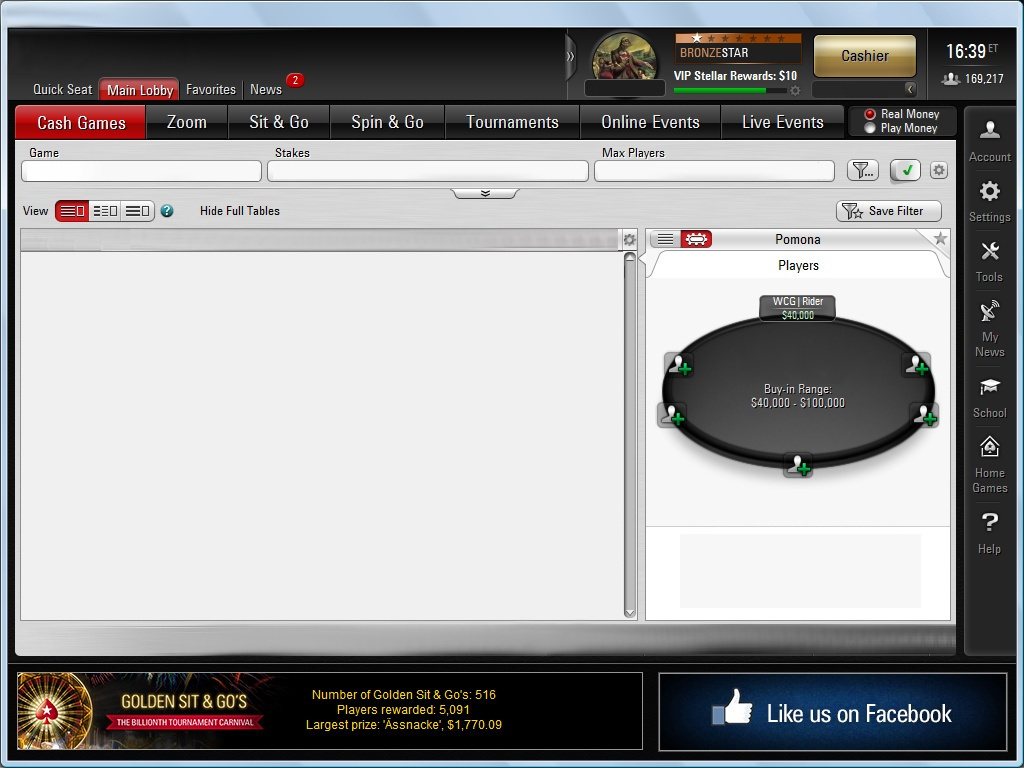 16:39 ET
BRONZESTAR
Cashier
VIP Stellar Rewards: $10
169,217
Quick Seat
Main Lobby
Favorites
News
2
Cash Games
Zoom
Sit & Go
Spin & Go
Tournaments
Online Events
Live Events
Real Money
Play Money
Game
Stakes
Max Players
View
?
Hide Full Tables
Save Filter
Pomona
Players
WCG|Rider
$40,000
Buy-in Range:
$40,000 - $100,000
Account
Settings
Tools
My
News
School
Home
Games
?
Help
GOLDEN SIT & GO'S
THE BILLIONTH TOURNAMENT CARNIVAL
Number of Golden Sit & Go's: 516
Players rewarded: 5,091
Largest prize: 'Ässnacke', $1,770.09
Like us on Facebook